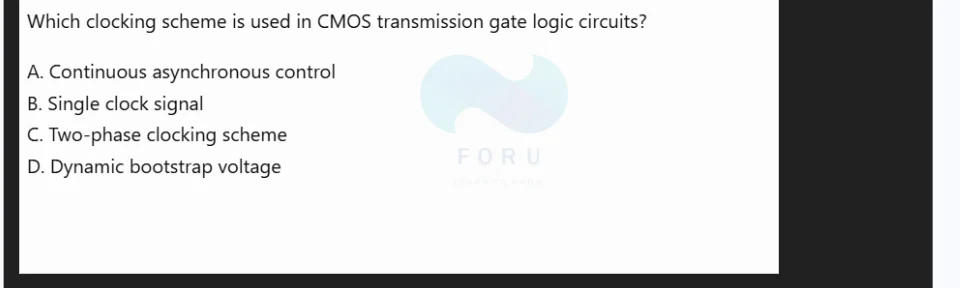 Which clocking scheme is used in CMOS transmission gate logic circuits?
A. Continuous asynchronous control
B. Single clock signal
C. Two-phase clocking scheme
D. Dynamic bootstrap voltage
FORU